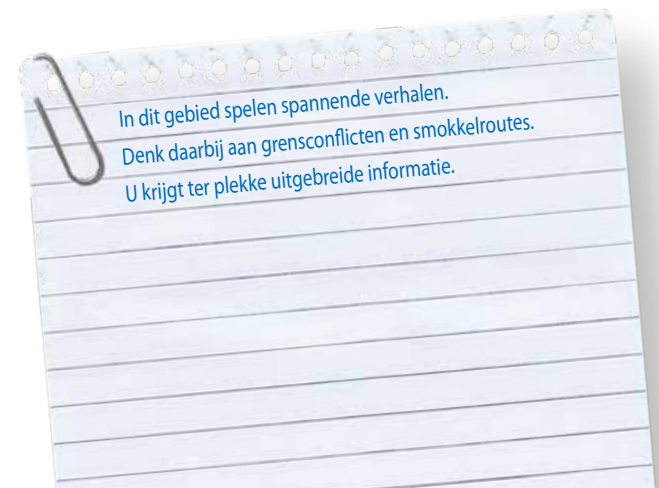 In dit gebied spelen spannende verhalen.
Denk daarbij aan grensconflicten en smokkelroutes.
U krijgt ter plekke uitgebreide informatie.